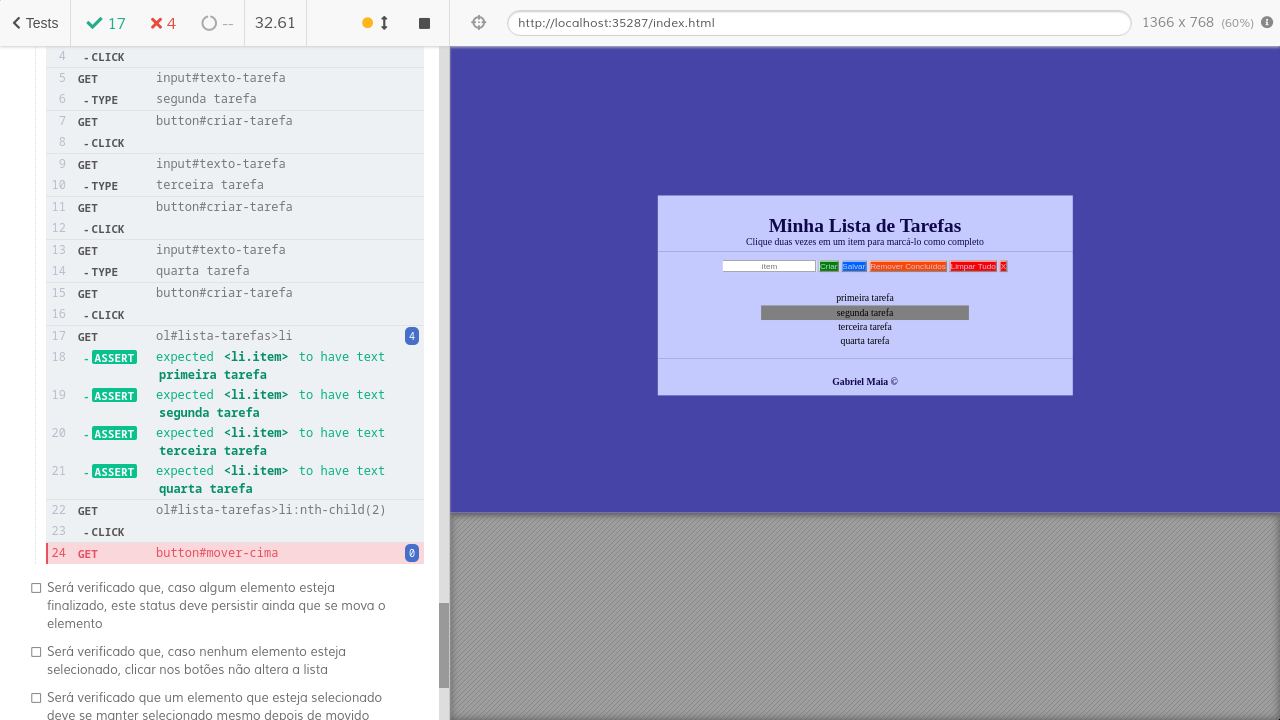 Tests 17 4 -- 32.61
http://localhost:35287/index.html 1366 x 768 (60%)
4 - CLICK
5 GET input#texto-tarefa
6 - TYPE segunda tarefa
7 GET button#criar-tarefa
8 - CLICK
9 GET input#texto-tarefa
10 - TYPE terceira tarefa
11 GET button#criar-tarefa
12 - CLICK
13 GET input#texto-tarefa
14 - TYPE quarta tarefa
15 GET button#criar-tarefa
16 - CLICK
17 GET ol#lista-tarefas>li 4
18 - ASSERT expected <li.item> to have text
primeira tarefa
19 - ASSERT expected <li.item> to have text
segunda tarefa
20 - ASSERT expected <li.item> to have text
terceira tarefa
21 - ASSERT expected <li.item> to have text
quarta tarefa
22 GET ol#lista-tarefas>li:nth-child(2)
23 - CLICK
24 GET button#mover-cima 0
Será verificado que, caso algum elemento esteja
finalizado, este status deve persistir ainda que se mova o
elemento
Será verificado que, caso nenhum elemento esteja
selecionado, clicar nos botões não altera a lista
Será verificado que um elemento que esteja selecionado
deve se manter selecionado mesmo depois de movido
Minha Lista de Tarefas
Clique duas vezes em um item para marcá-lo como completo
item Criar Salvar Remover Concluídos Limpar Tudo X
primeira tarefa
segunda tarefa
terceira tarefa
quarta tarefa
Gabriel Maia ©